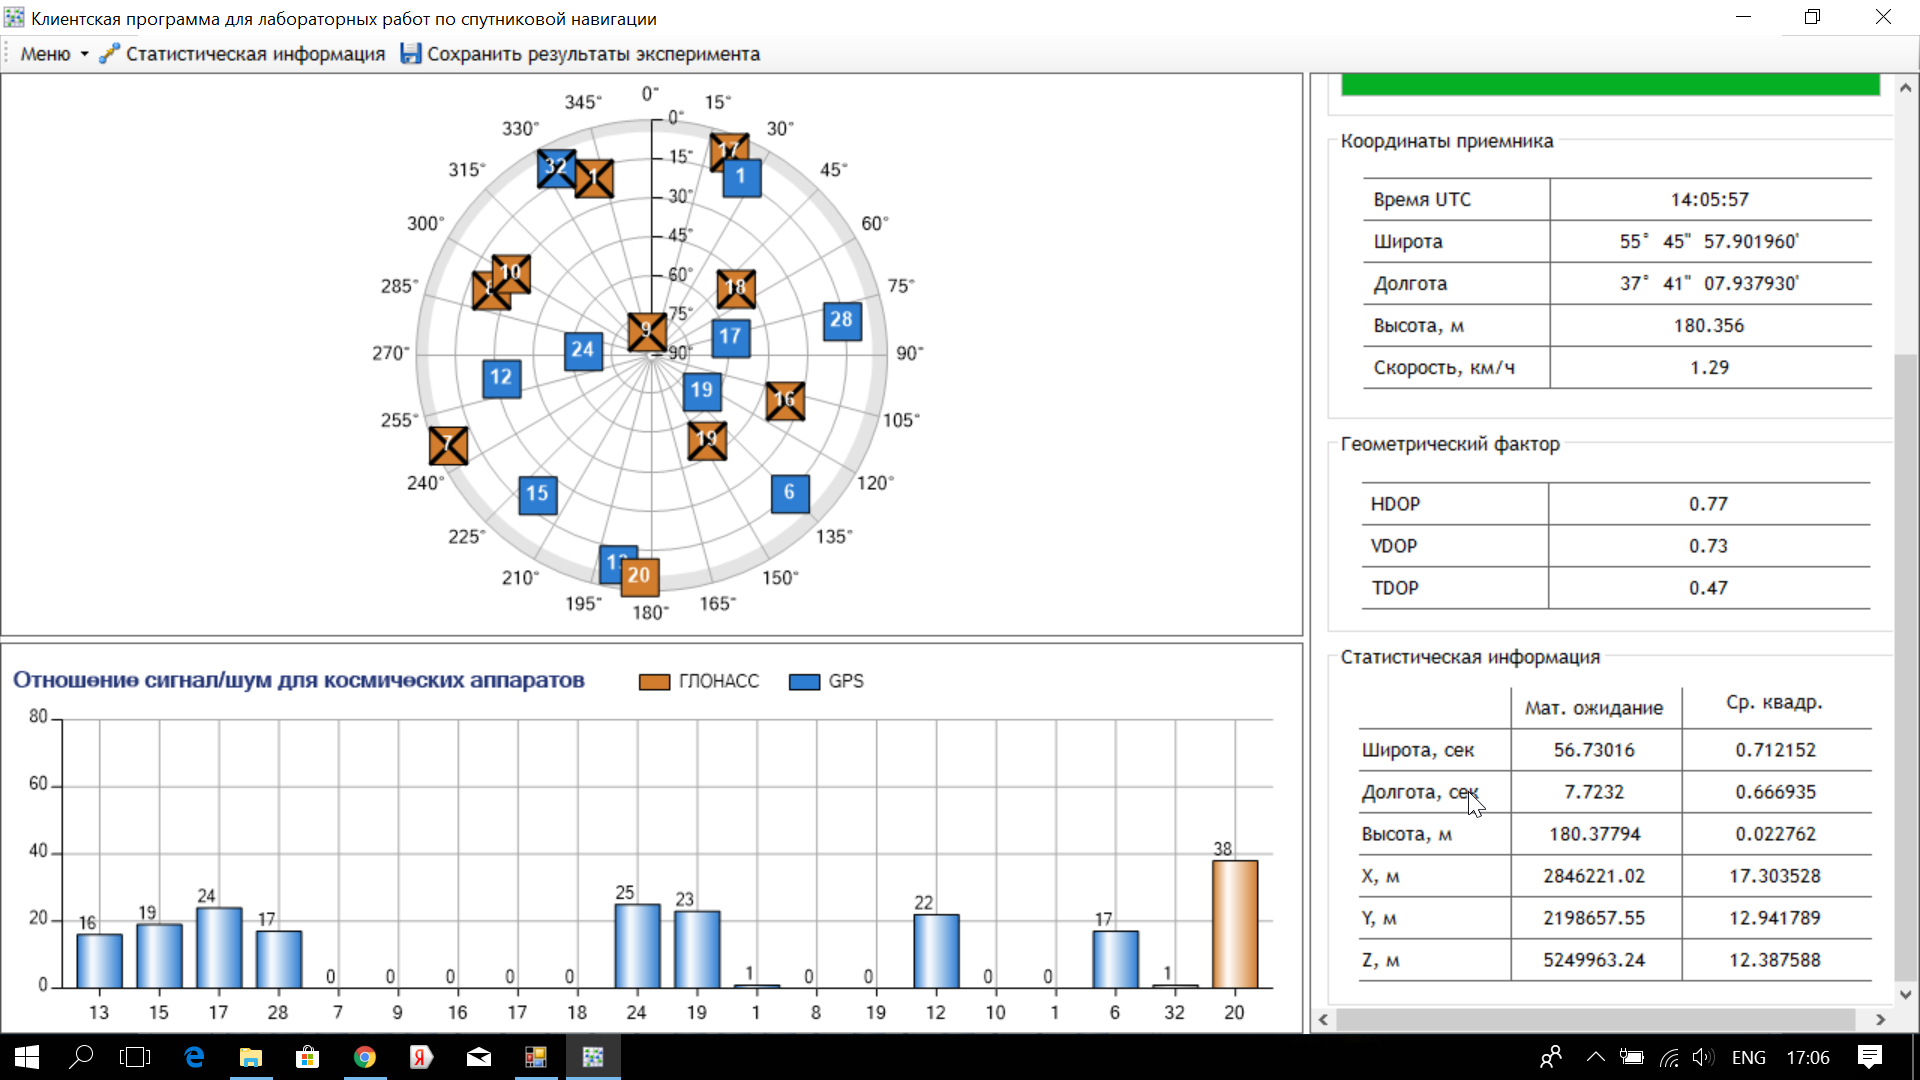 Клиентская программа для лабораторных работ по спутниковой навигации
Меню Статистическая информация Сохранить результаты эксперимента
0°
15°
30°
45°
60°
75°
90°
105°
120°
135°
150°
165°
180°
195°
210°
225°
240°
255°
270°
285°
300°
315°
330°
345°
0°
15°
30°
45°
60°
75°
90°
32
1
17
1
10
8
18
9
28
17
24
12
19
16
19
7
15
6
20
Отношение сигнал/шум для космических аппаратов ГЛОНАСС GPS
80
60
40
20
0
16 19 24 17 0 0 0 0 0 25 23 1 0 0 22 0 0 17 1 38
13 15 17 28 7 9 16 17 18 24 19 1 8 19 12 10 1 6 32 20
Координаты приемника
Время UTC 14:05:57
Широта 55° 45" 57.901960'
Долгота 37° 41" 07.937930'
Высота, м 180.356
Скорость, км/ч 1.29
Геометрический фактор
HDOP 0.77
VDOP 0.73
TDOP 0.47
Статистическая информация
Мат. ожидание Ср. квадр.
Широта, сек 56.73016 0.712152
Долгота, сек 7.7232 0.666935
Высота, м 180.37794 0.022762
X, м 2846221.02 17.303528
Y, м 2198657.55 12.941789
Z, м 5249963.24 12.387588
ENG 17:06